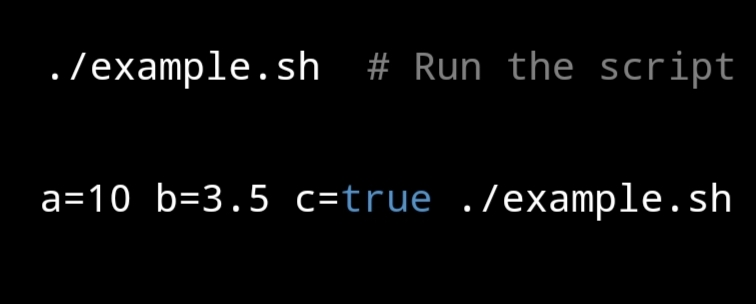 ./example.sh  # Run the script
a=10 b=3.5 c=true ./example.sh